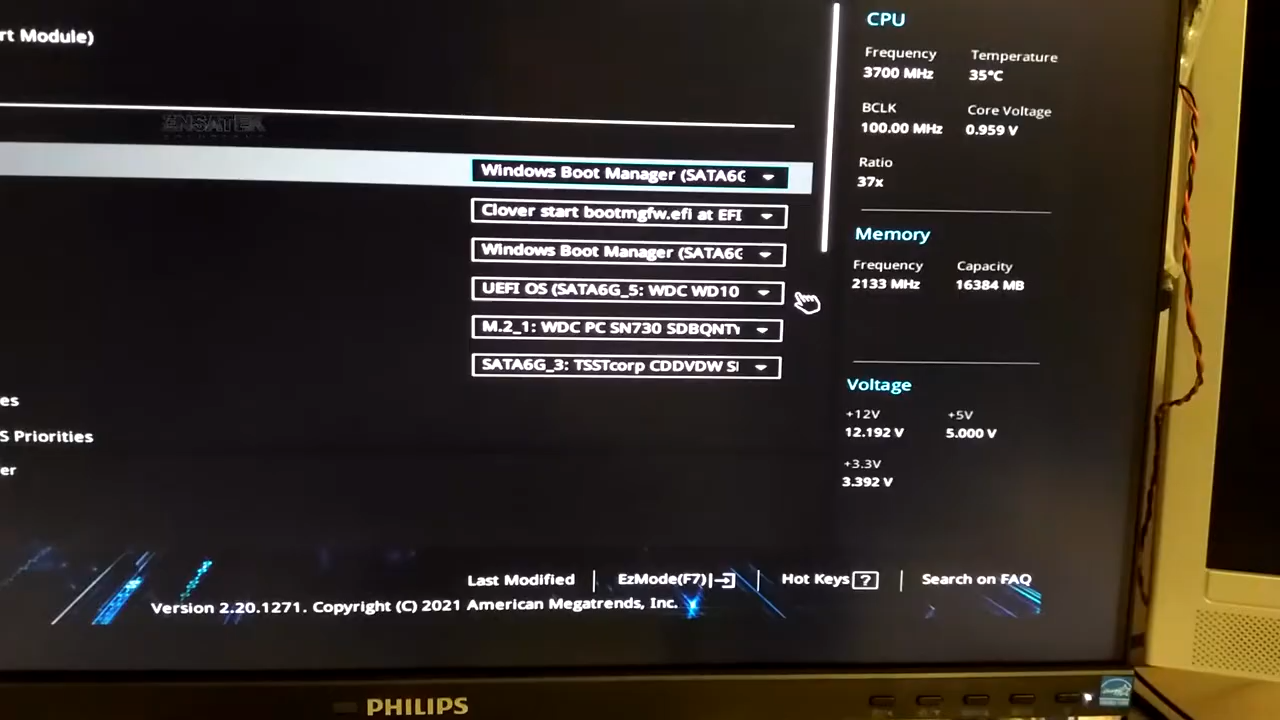 rt Module)
ENSATEK
Windows Boot Manager (SATA6G
Clover start bootmgfw.efi at EFI
Windows Boot Manager (SATA6G
UEFI OS (SATA6G_5: WDC WD10
M.2_1: WDC PC SN730 SDBQNTY
SATA6G_3: TSSTcorp CDDVDW S
es
S Priorities
er
CPU
Frequency Temperature
3700 MHz 35°C
BCLK Core Voltage
100.00 MHz 0.959 V
Ratio
37x
Memory
Frequency Capacity
2133 MHz 16384 MB
Voltage
+12V +5V
12.192 V 5.000 V
+3.3V
3.392 V
Last Modified EzMode(F7) Hot Keys ? Search on FAQ
Version 2.20.1271. Copyright (C) 2021 American Megatrends, Inc.
PHILIPS